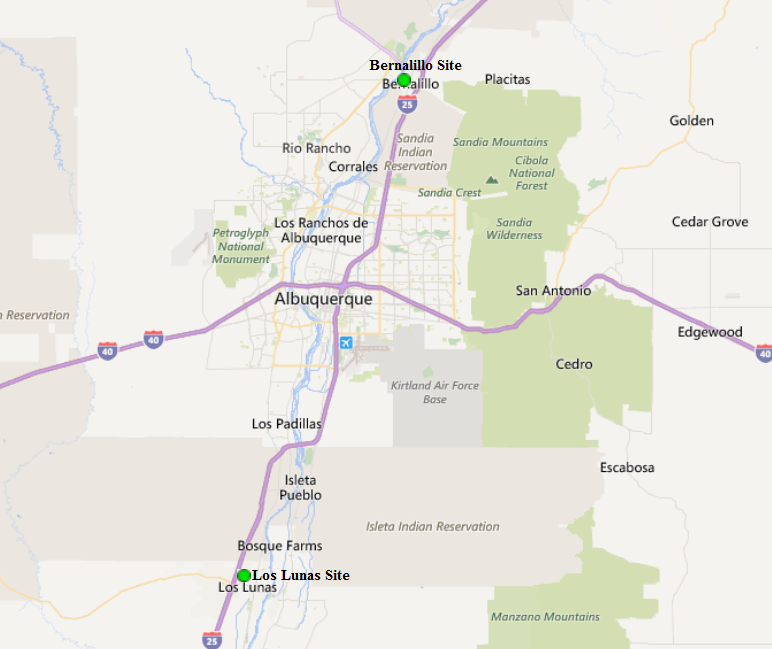 Bernalillo Site
Bernalillo
Placitas
25
Golden
Sandia
Indian
Reservation
Sandia Mountains
Rio Rancho
Corrales
Cibola
National
Forest
Sandia Crest
Los Ranchos de
Albuquerque
Petroglyph
National
Monument
Sandia
Wilderness
Cedar Grove
San Antonio
Albuquerque
n Reservation
40
40
Edgewood
40
Cedro
Kirtland Air Force
Base
Los Padillas
Escabosa
Isleta
Pueblo
Isleta Indian Reservation
Bosque Farms
Los Lunas Site
Los Lunas
Manzano Mountains
25